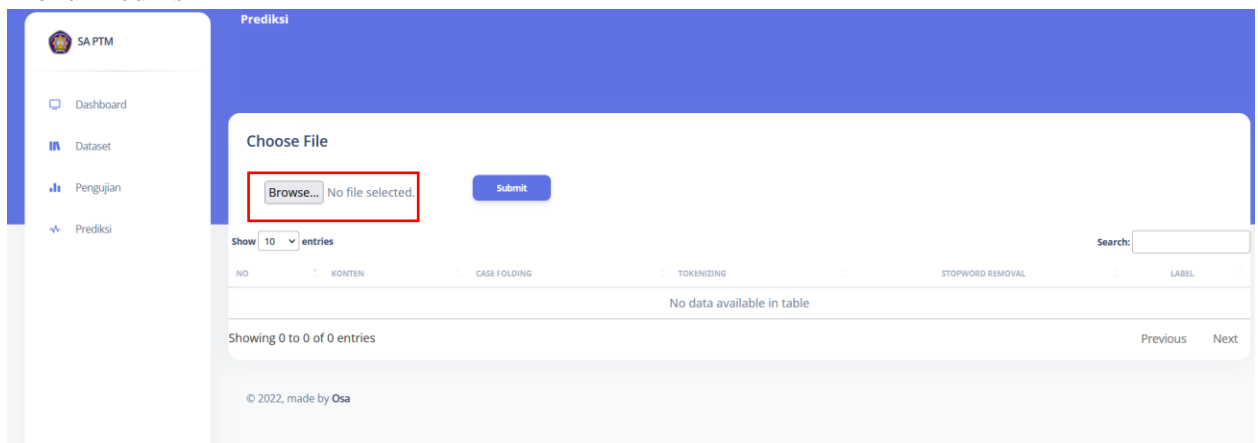 Prediksi
SA PTM
Dashboard
Dataset
Pengujian
Prediksi
Choose File
Browse... No file selected.
Submit
Show 10 entries
Search:
NO KONTEN CASE FOLDING TOKENIZING STOPWORD REMOVAL LABEL
No data available in table
Showing 0 to 0 of 0 entries
Previous Next
© 2022, made by Osa